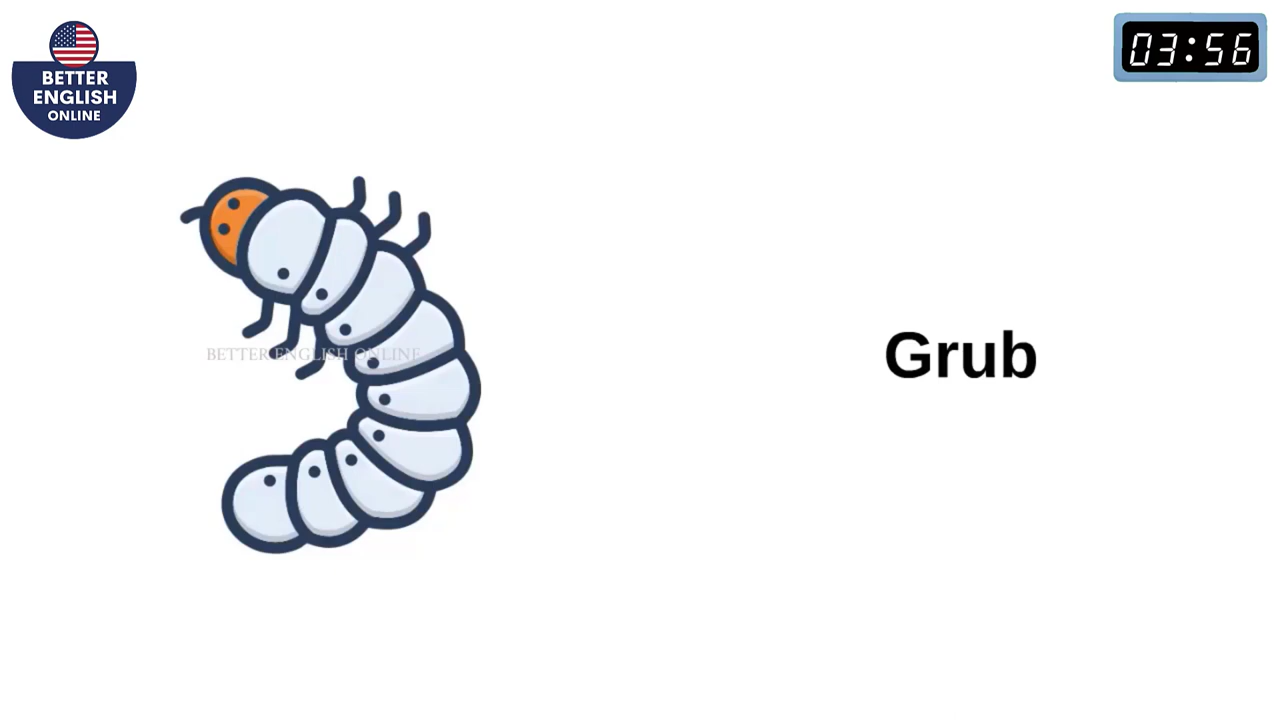 BETTER
ENGLISH
ONLINE
03:56
BETTER ENGLISH ONLINE
Grub